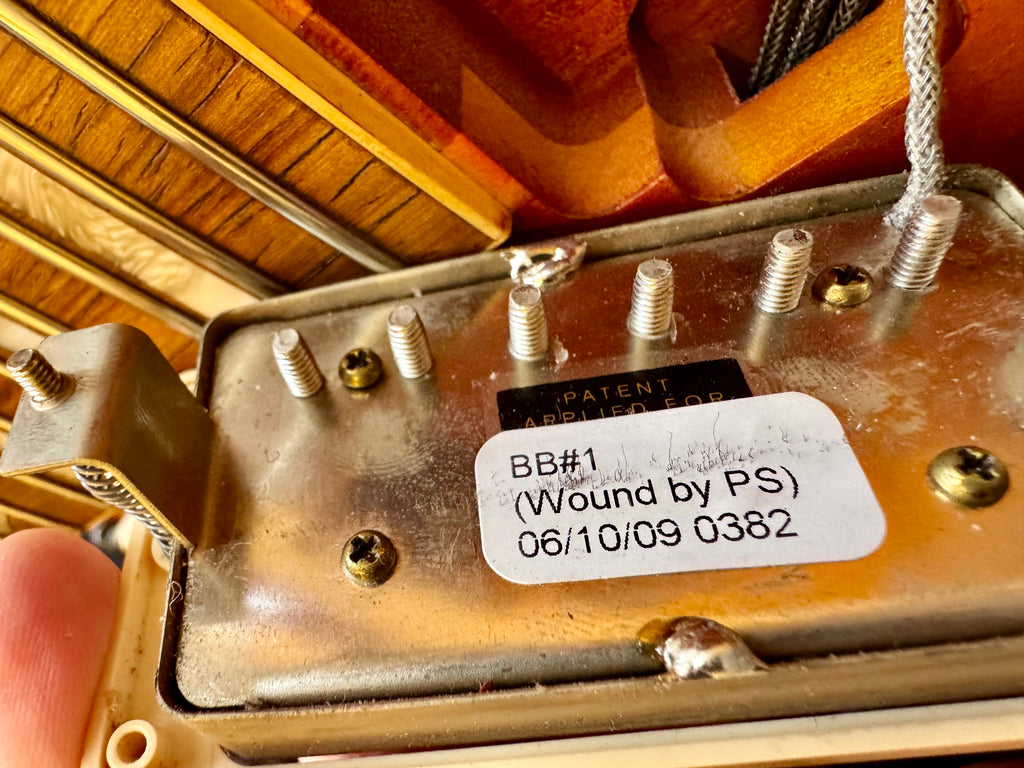 PATENT
APPLIED FOR
BB#1
(Wound by PS)
06/10/09 0382